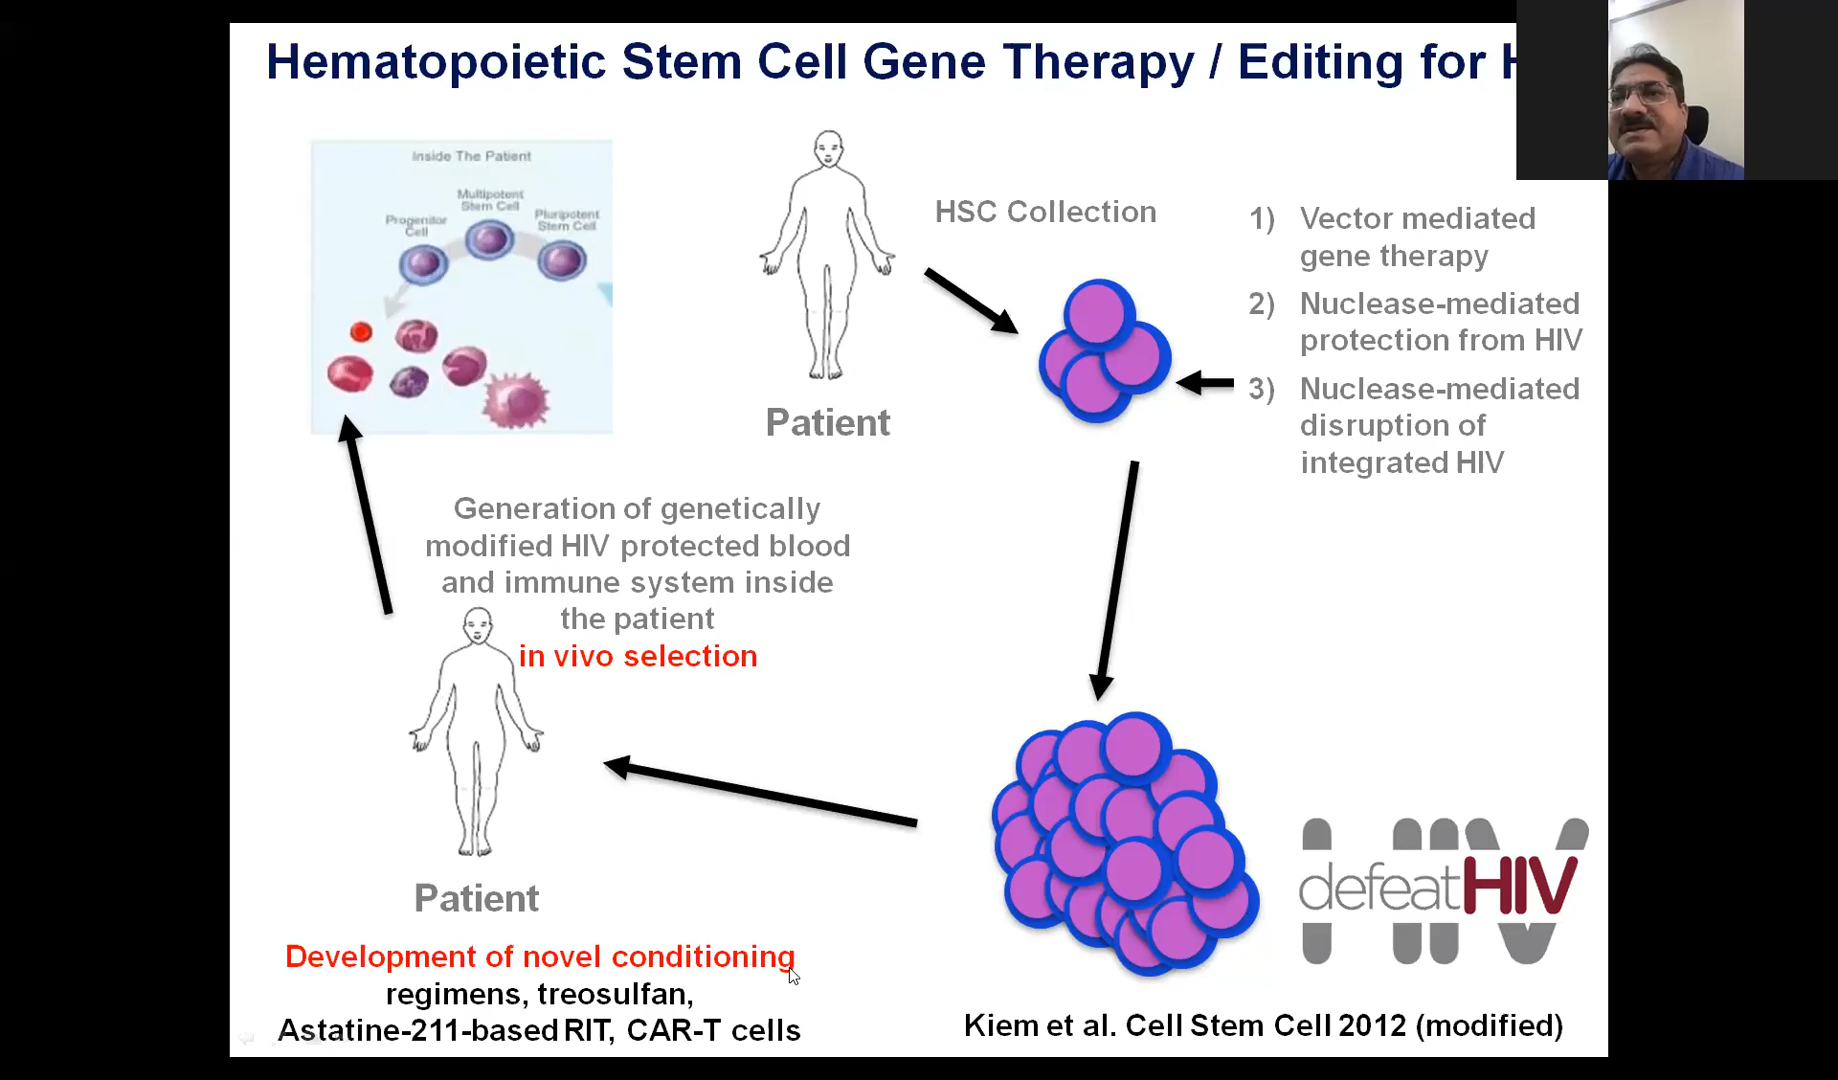 Hematopoietic Stem Cell Gene Therapy / Editing for
Inside The Patient
Multipotent
Stem Cell
Progenitor
Cell
Pluripotent
Stem Cell
HSC Collection
Patient
1) Vector mediated
gene therapy
2) Nuclease-mediated
protection from HIV
3) Nuclease-mediated
disruption of
integrated HIV
Generation of genetically
modified HIV protected blood
and immune system inside
the patient
in vivo selection
Patient
Development of novel conditioning
regimens, treosulfan,
Astatine-211-based RIT, CAR-T cells
HIV
defeatHIV
Kiem et al. Cell Stem Cell 2012 (modified)